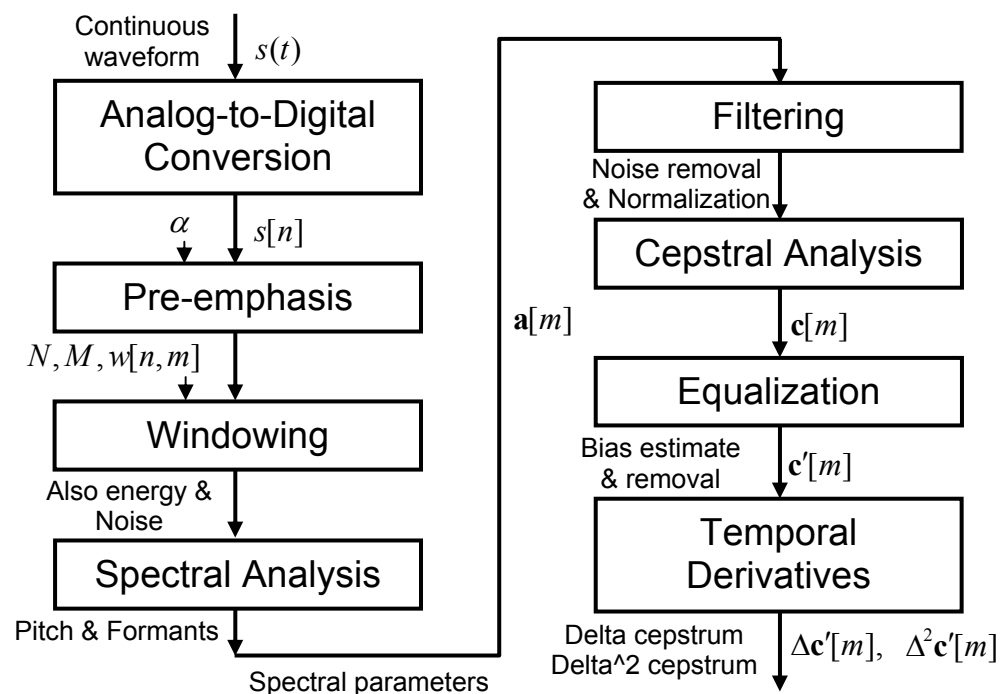 Continuous
waveform
s(t)
Analog-to-Digital
Conversion
α
s[n]
Pre-emphasis
N, M, w[n, m]
Windowing
Also energy &
Noise
Spectral Analysis
Pitch & Formants
Spectral parameters
a[m]
Filtering
Noise removal
& Normalization
Cepstral Analysis
c[m]
Equalization
Bias estimate
& removal
c′[m]
Temporal
Derivatives
Delta cepstrum
Delta^2 cepstrum
Δc′[m], Δ²c′[m]